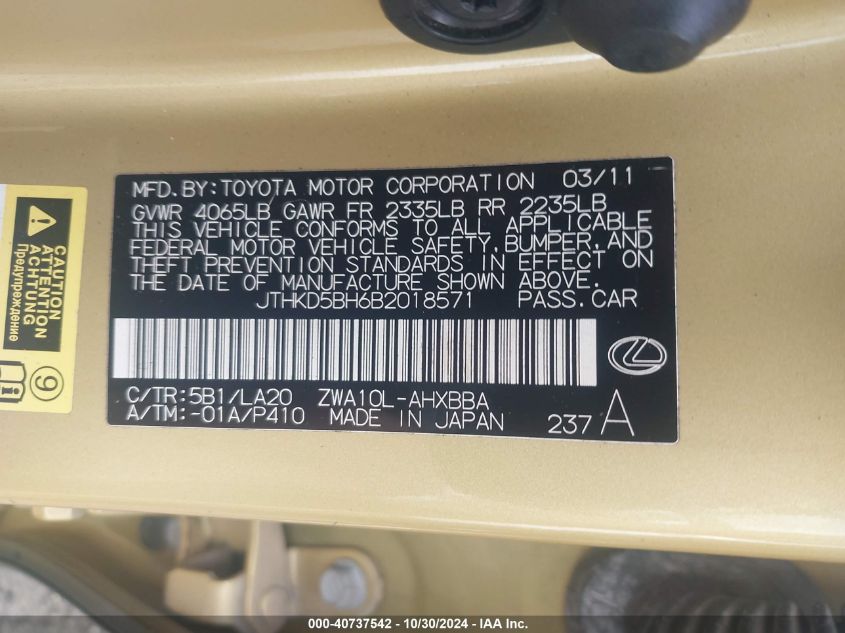 MFD. BY: TOYOTA MOTOR CORPORATION 03/11
GVWR 4065LB GAWR FR 2335LB RR 2235LB
THIS VEHICLE CONFORMS TO ALL APPLICABLE
FEDERAL MOTOR VEHICLE SAFETY, BUMPER, AND
THEFT PREVENTION STANDARDS IN EFFECT ON
THE DATE OF MANUFACTURE SHOWN ABOVE.
JTHKD5BH6B2018571 PASS. CAR
C/TR: 5B1/LA20 ZWA10L-AHXBBA
A/TM: -01A/P410 MADE IN JAPAN 237 A
CAUTION
ATTENTION
ACHTUNG
Предупреждение
9
000-40737542 - 10/30/2024 - IAA Inc.